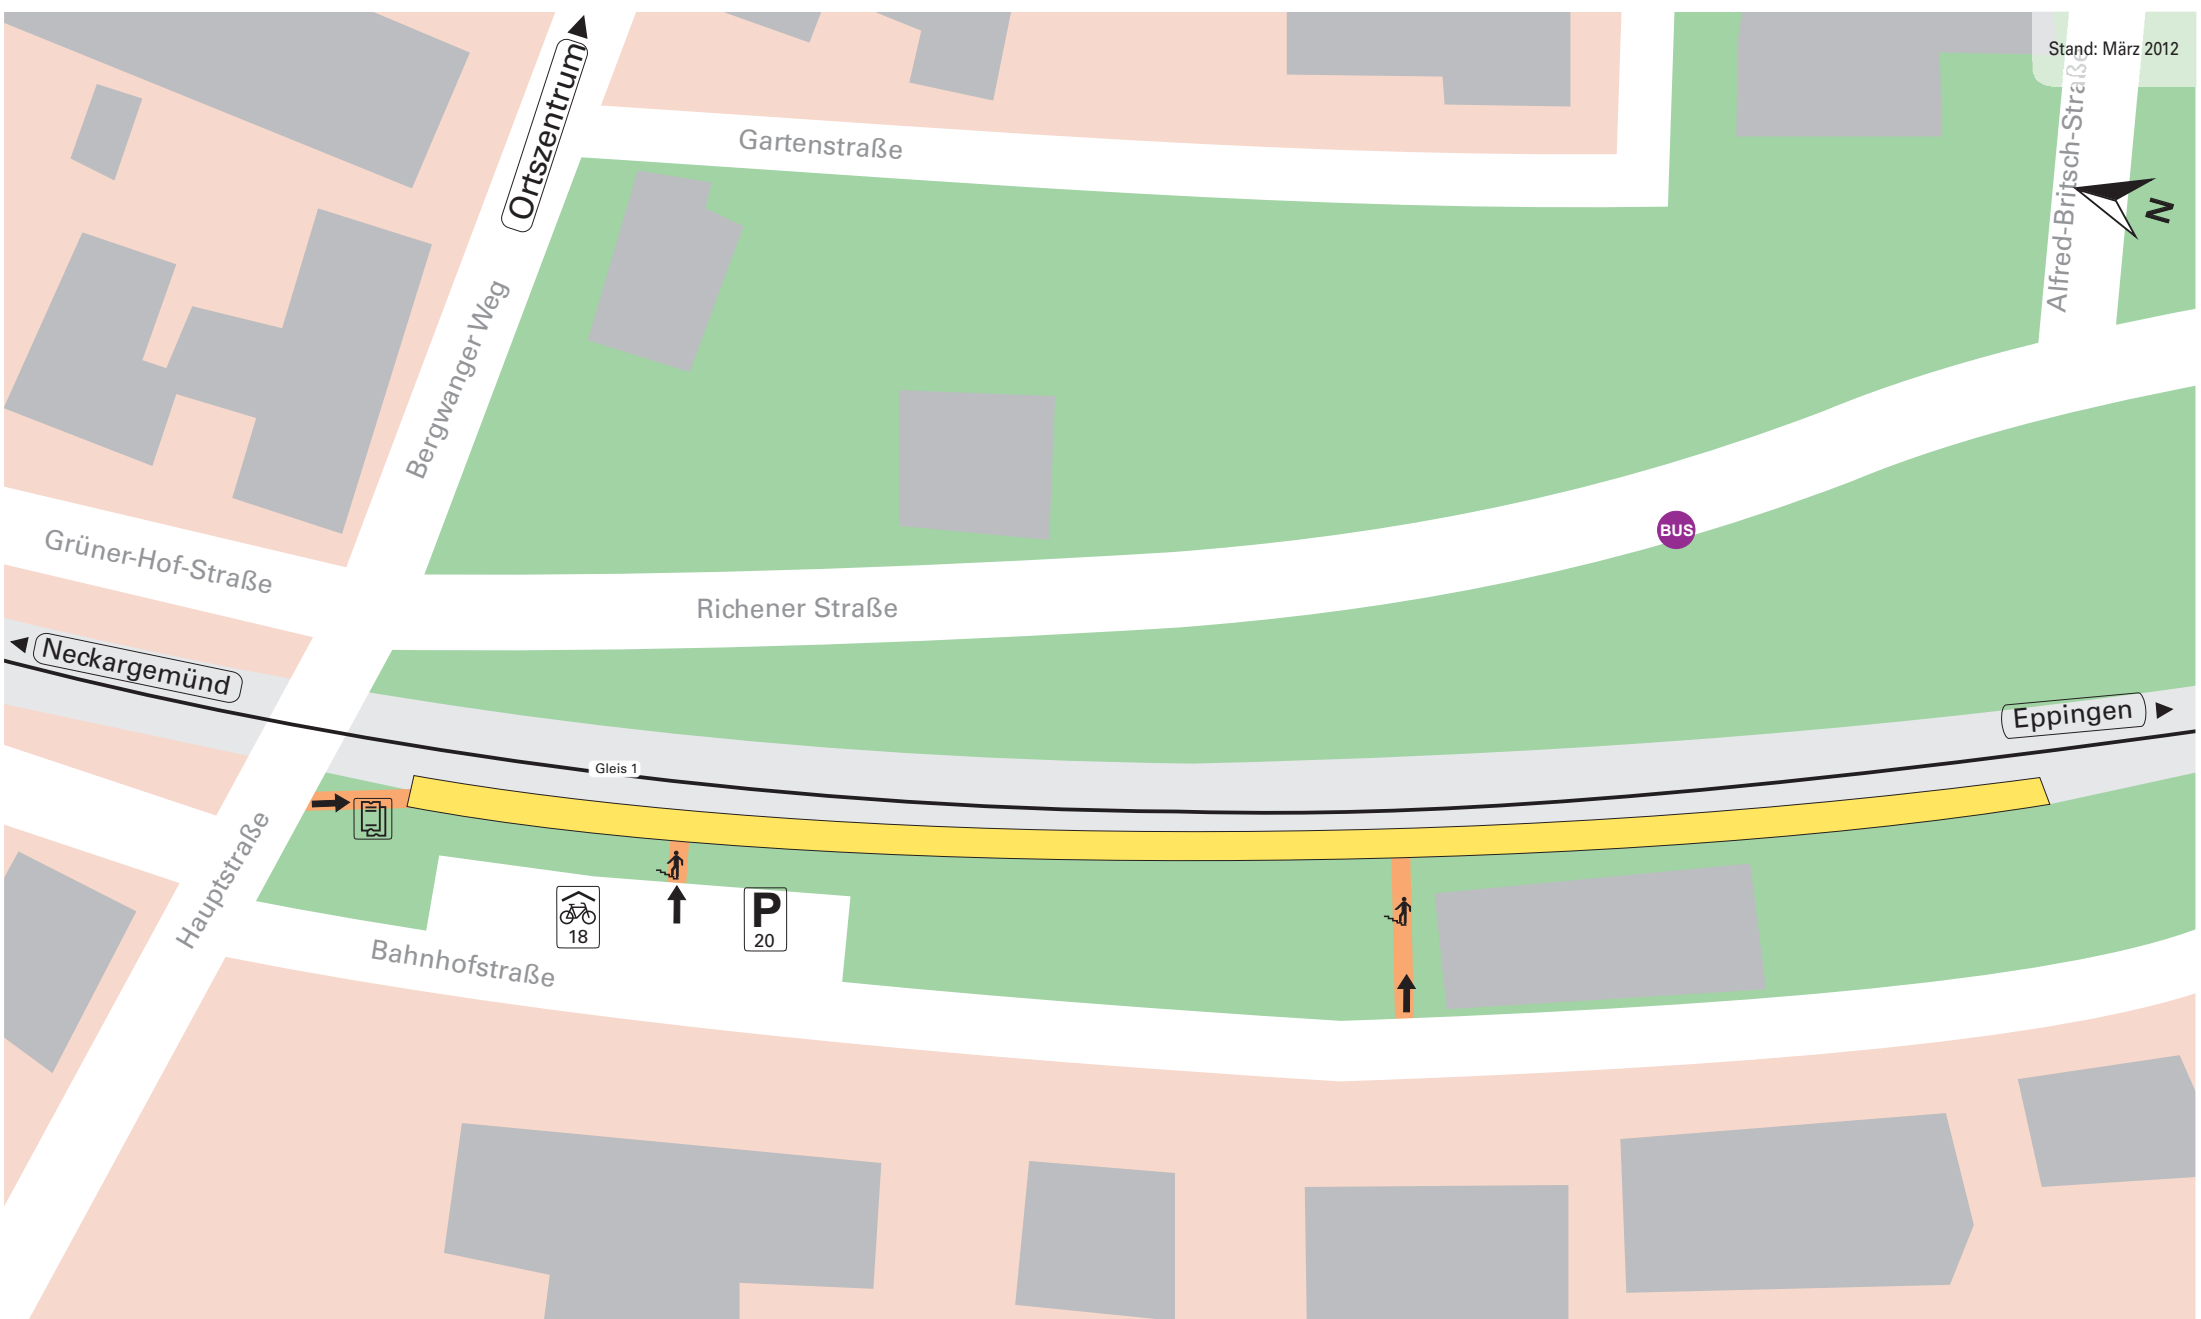 Stand: März 2012
Ortszentrum
Gartenstraße
Alfred-Britsch-Straße
N
Bergwanger Weg
BUS
Grüner-Hof-Straße
Richener Straße
Neckargemünd
Eppingen
Gleis 1
Hauptstraße
18
P
20
Bahnhofstraße